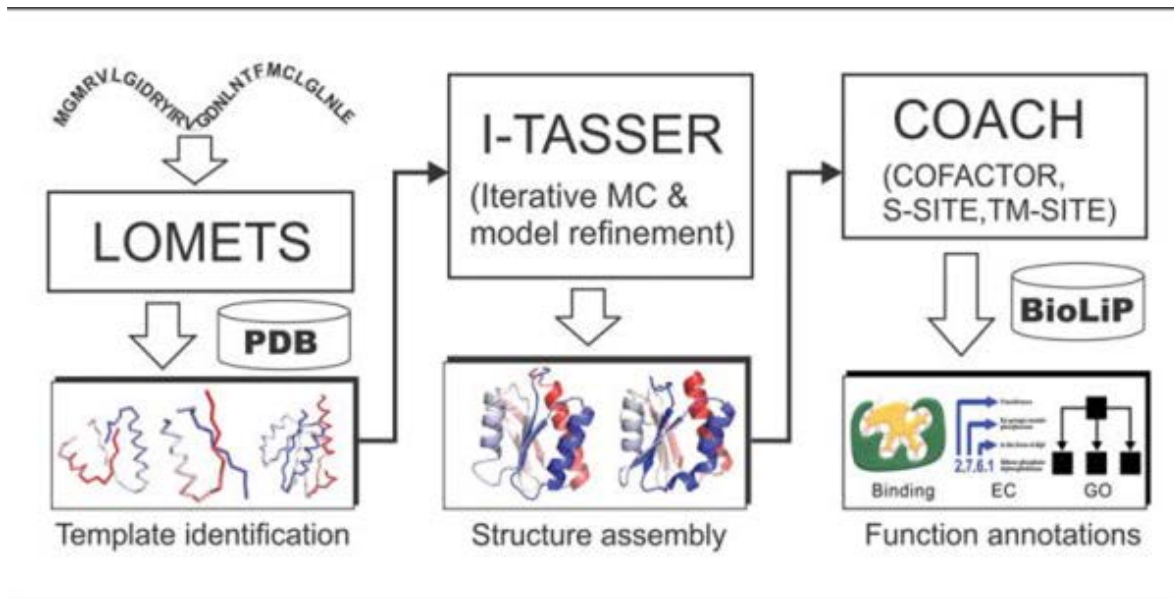 MGMRVLGIDRYIRVGDNLNTFMCLGLNLE
LOMETS
PDB
Template identification
I-TASSER
(Iterative MC &
model refinement)
Structure assembly
COACH
(COFACTOR,
S-SITE,TM-SITE)
BioLiP
2.7.6.1
Binding
EC
GO
Function annotations